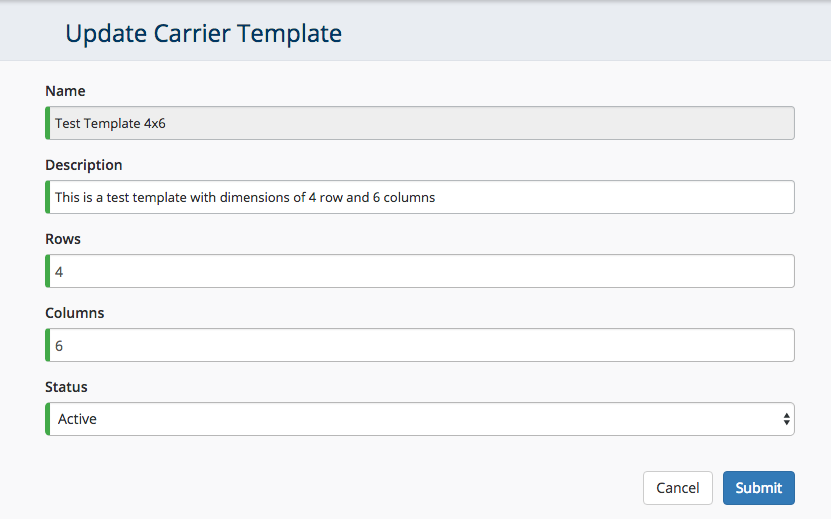 Update Carrier Template
Name
Test Template 4x6
Description
This is a test template with dimensions of 4 row and 6 columns
Rows
4
Columns
6
Status
Active
Cancel Submit